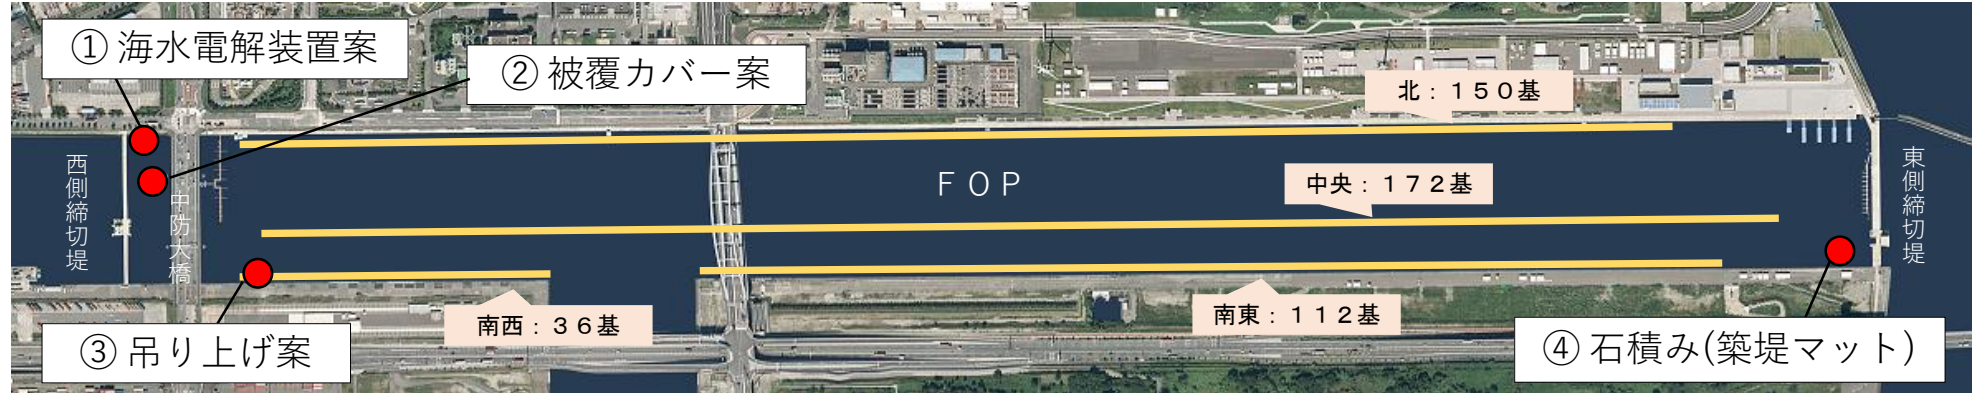 ① 海水電解装置案
② 被覆カバー案
北：１５０基
西側締切堤
中防大橋
ＦＯＰ
中央：１７２基
東側締切堤
南西：３６基
南東：１１２基
③ 吊り上げ案
④ 石積み(築堤マット)